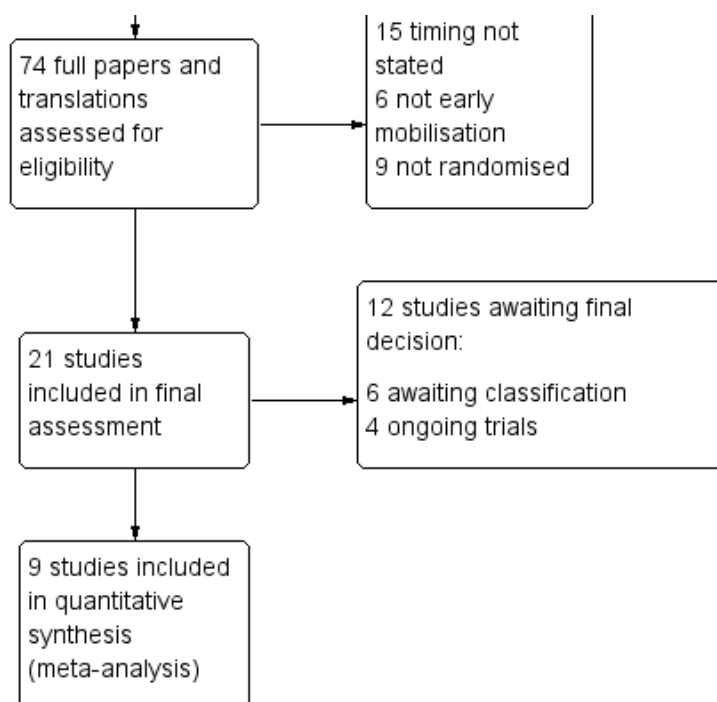 74 full papers and
translations
assessed for
eligibility
15 timing not
stated
6 not early
mobilisation
9 not randomised
21 studies
included in final
assessment
12 studies awaiting final
decision:
6 awaiting classification
4 ongoing trials
9 studies included
in quantitative
synthesis
(meta-analysis)